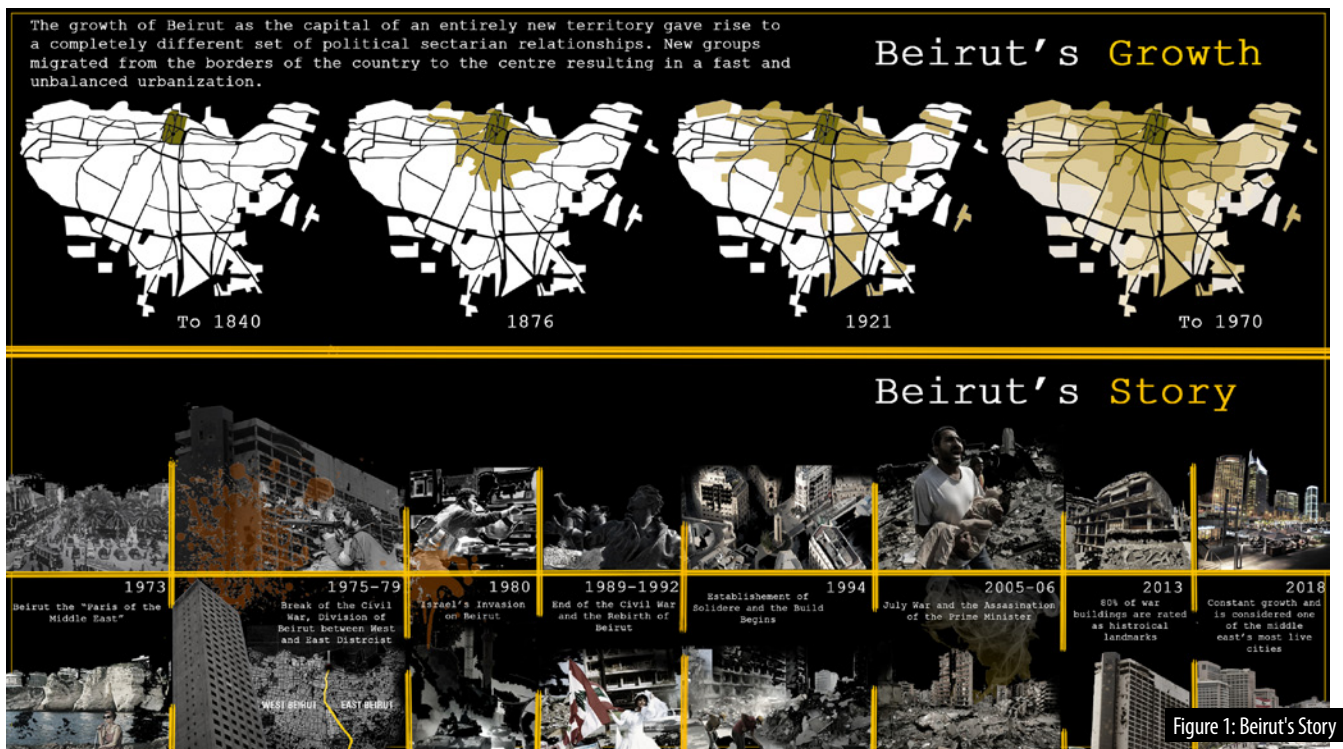 The growth of Beirut as the capital of an entirely new territory gave rise to
a completely different set of political sectarian relationships. New groups
migrated from the borders of the country to the centre resulting in a fast and
unbalanced urbanization.
Beirut's Growth
To 1840
1876
1921
To 1970
Beirut's Story
1973
Beirut the "Paris of the
Middle East"
1975-79
Break of the Civil
War, Division of
Beirut between West
and East Distrcist
WEST BEIRUT
EAST BEIRUT
1980
Israel's Invasion
on Beirut
1989-1992
End of the Civil War
and the Rebirth of
Beirut
1994
Establishement of
Solidere and the Build
Begins
2005-06
July War and the Assasination
of the Prime Minister
2013
80% of war
buildings are rated
as histroical
landmarks
2018
Constant growth and
is considered one
of the middle
east's most live
cities
Figure 1: Beirut's Story